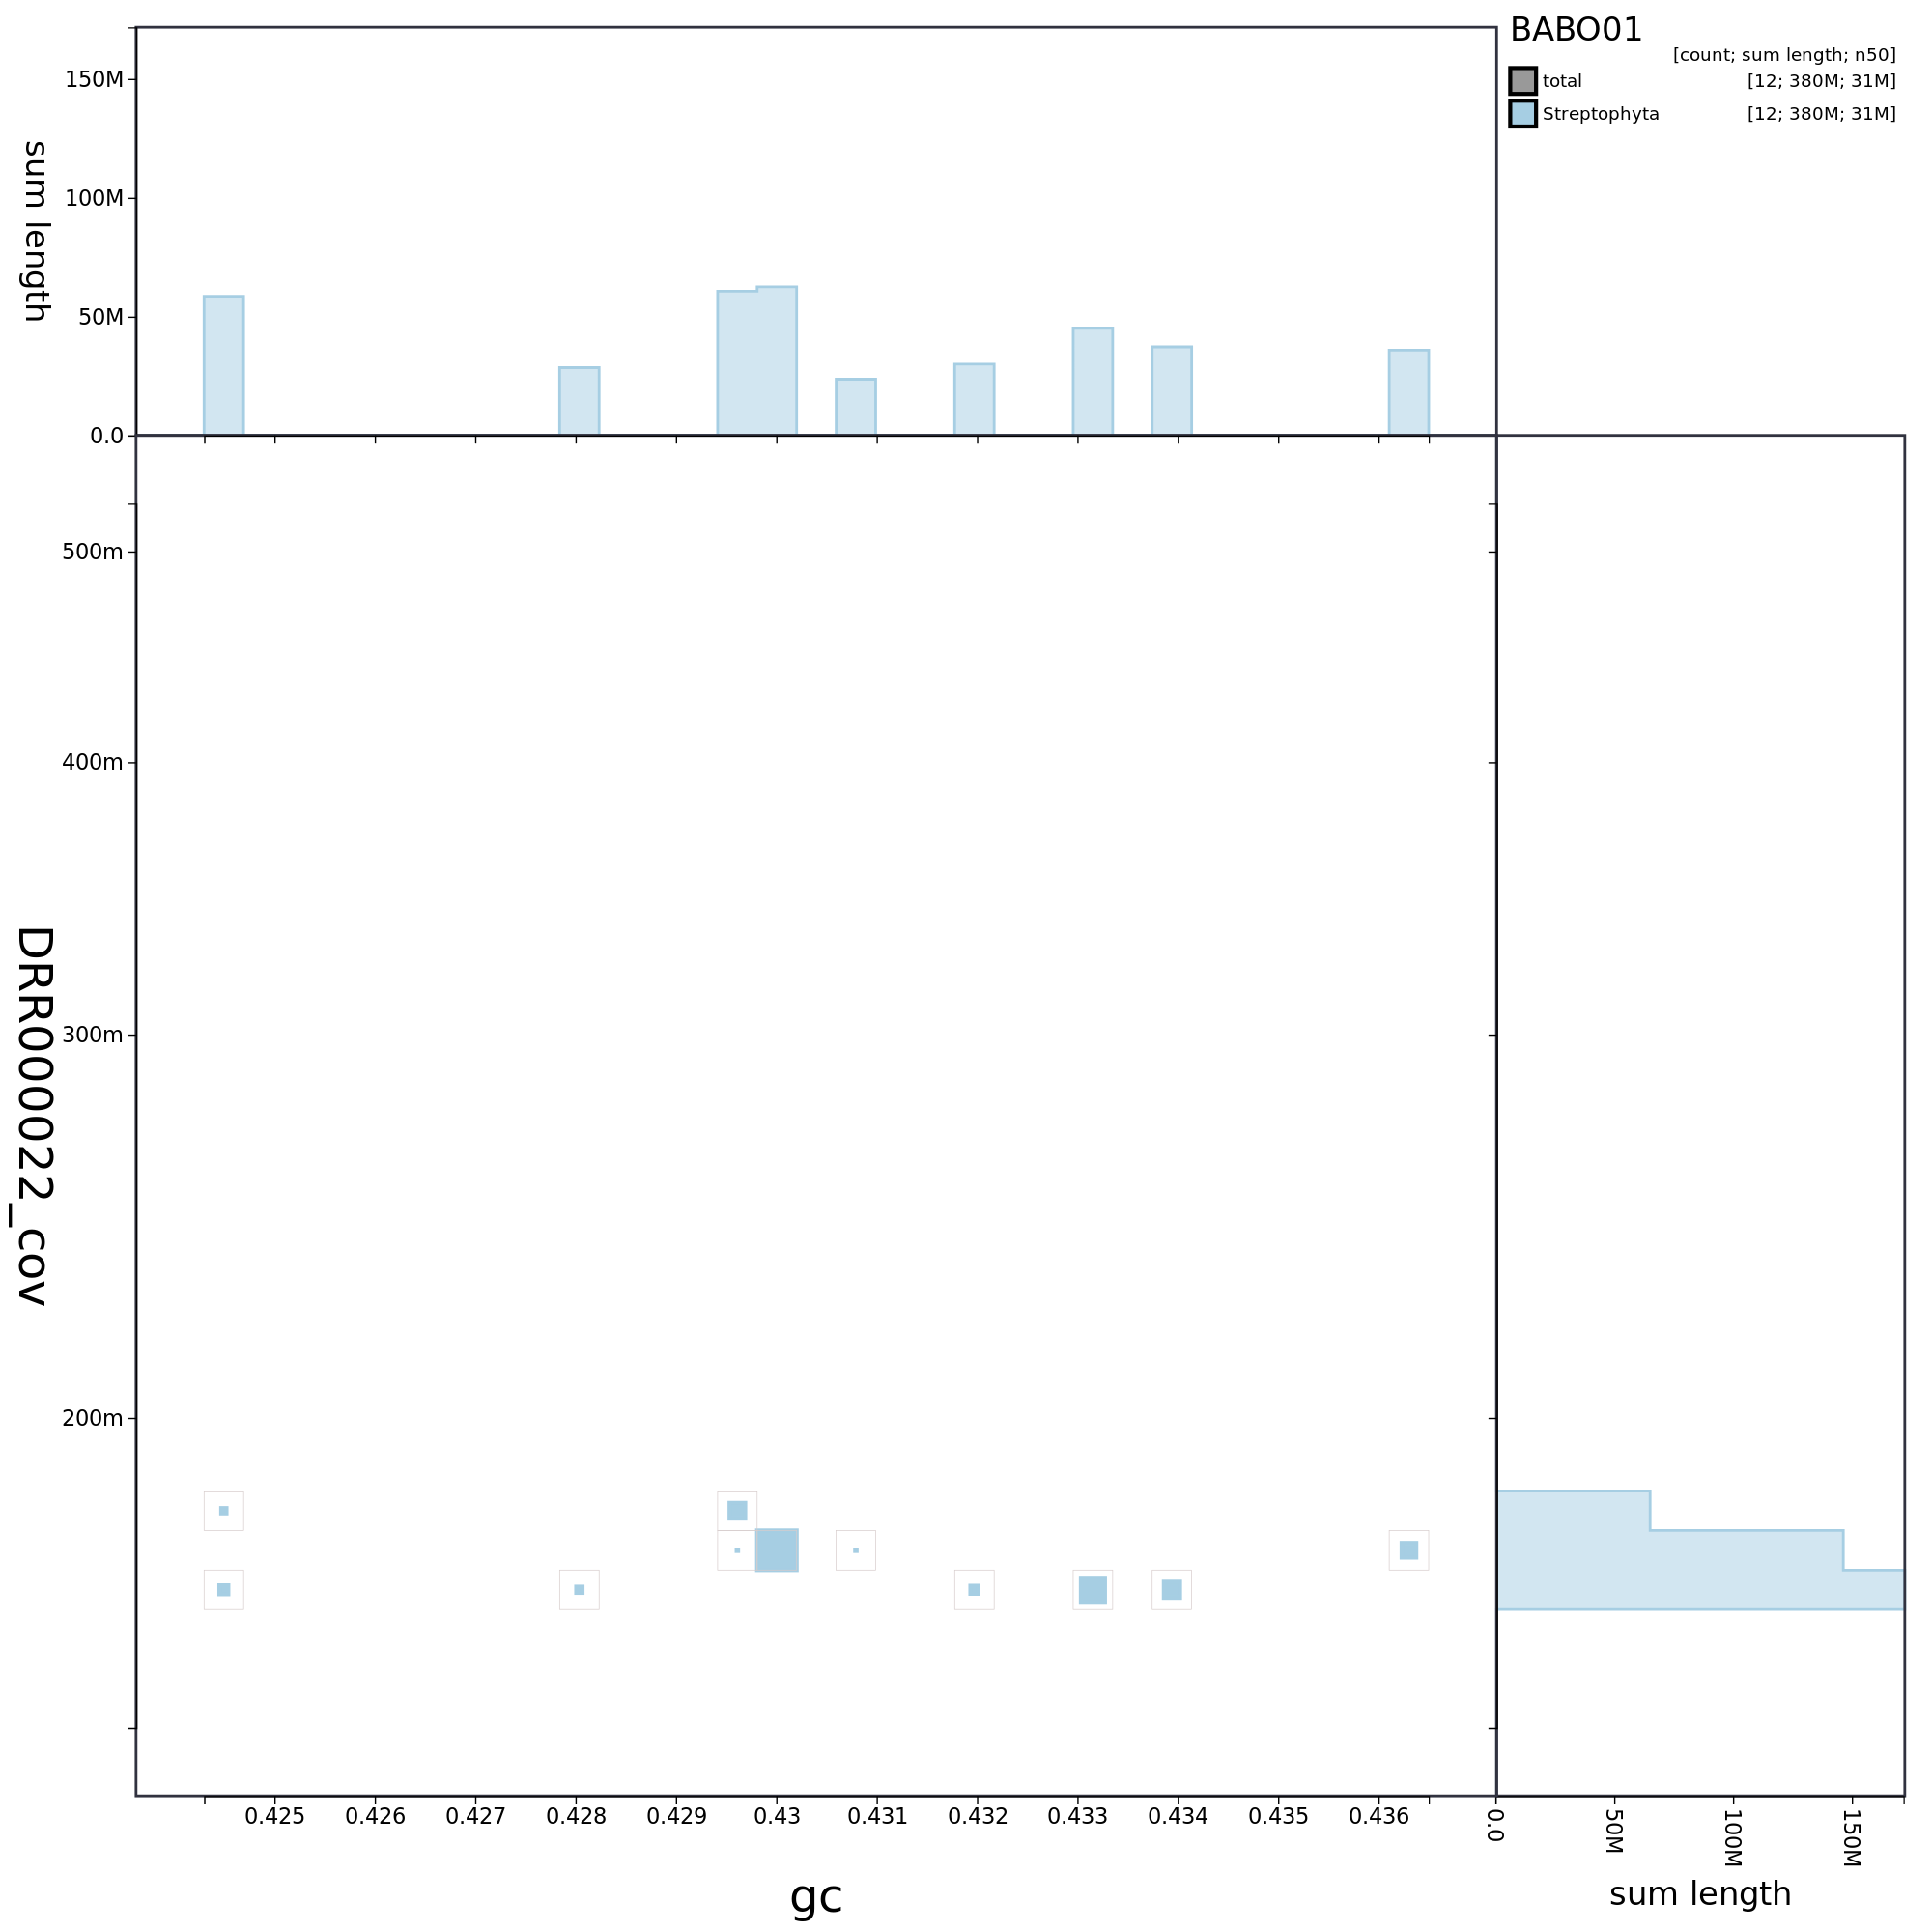 BABO01
[count; sum length; n50]
total [12; 380M; 31M]
Streptophyta [12; 380M; 31M]
sum length
150M
100M
50M
0.0
DRR000022_cov
500m
400m
300m
200m
0.425 0.426 0.427 0.428 0.429 0.43 0.431 0.432 0.433 0.434 0.435 0.436
gc
0.0 50M 100M 150M
sum length